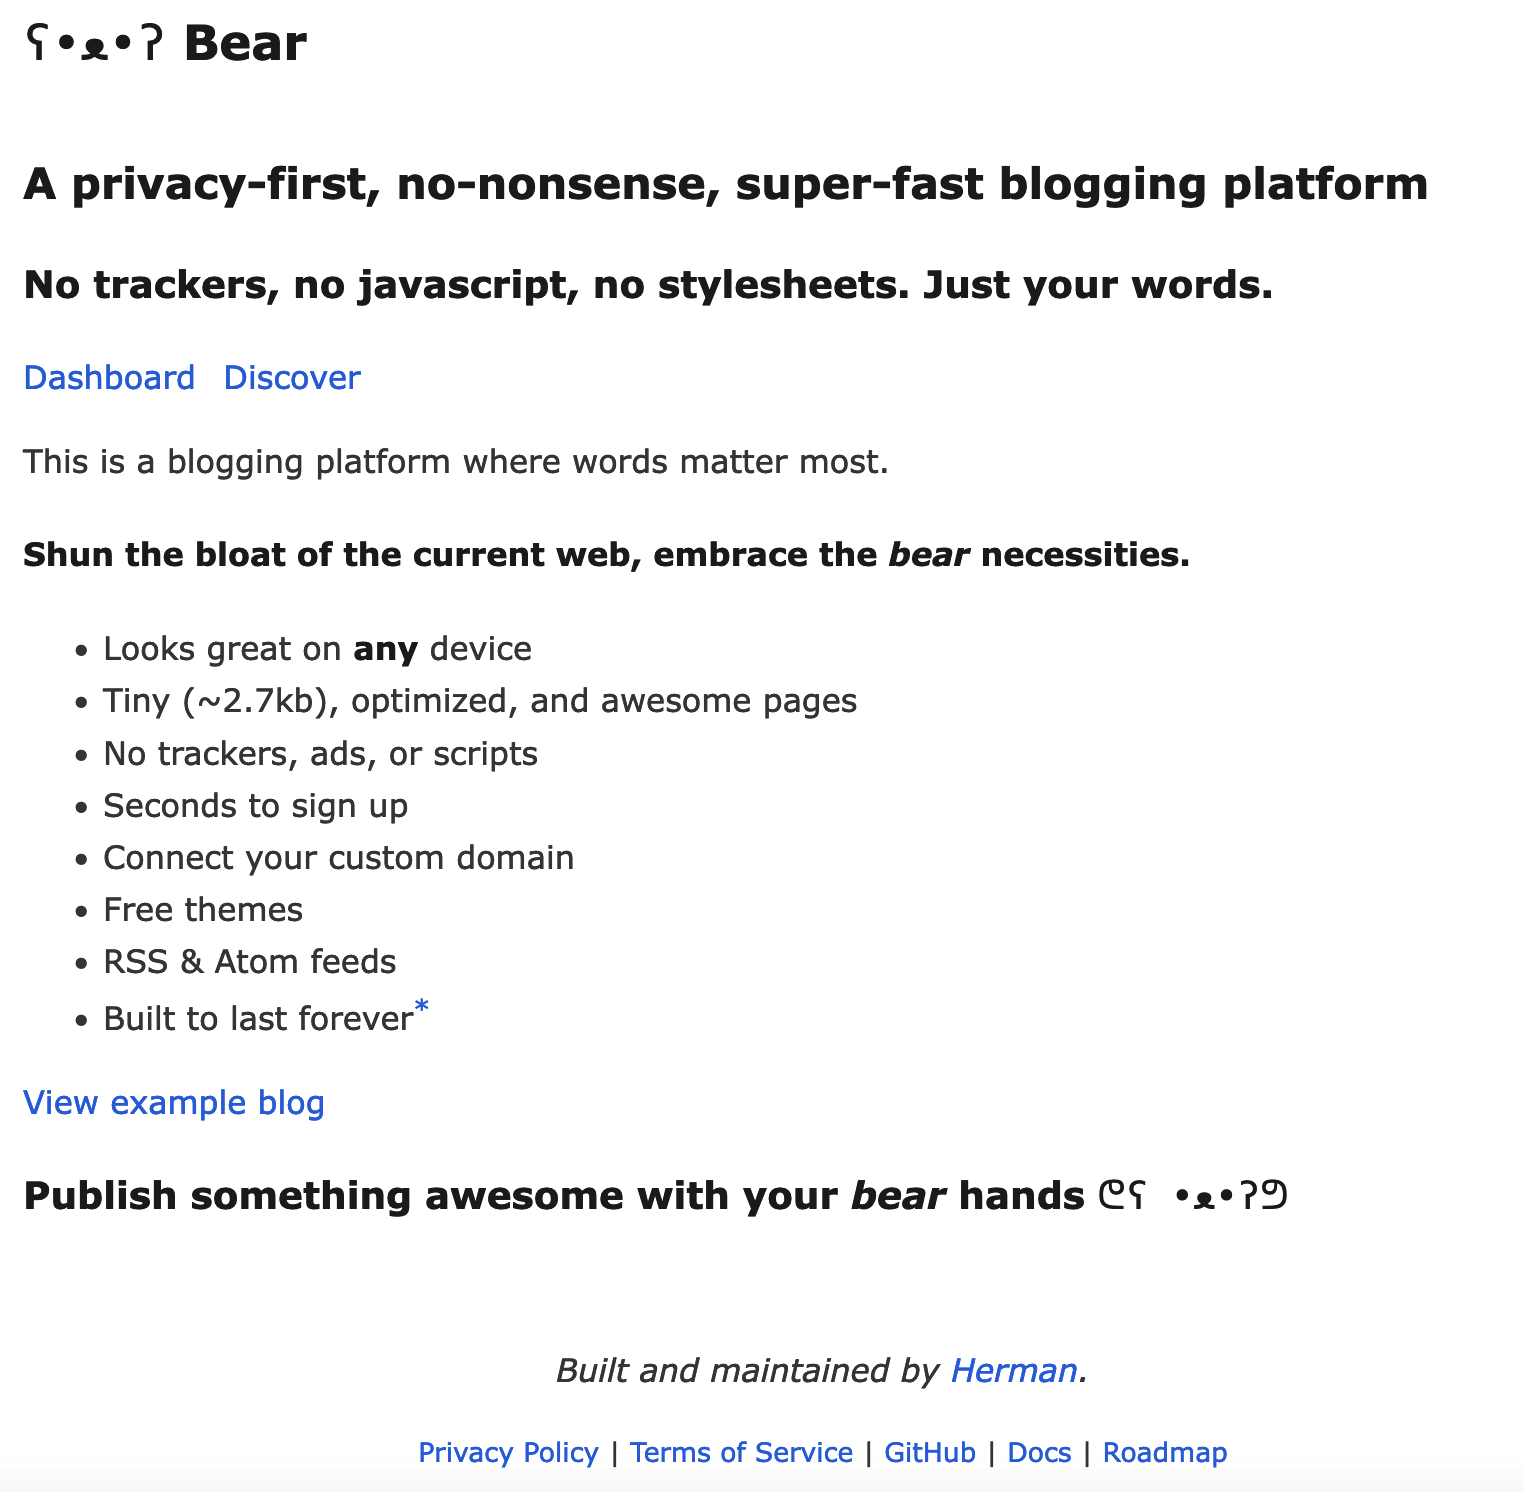 ʕ•ᴥ•ʔ Bear
A privacy-first, no-nonsense, super-fast blogging platform
No trackers, no javascript, no stylesheets. Just your words.
Dashboard Discover
This is a blogging platform where words matter most.
Shun the bloat of the current web, embrace the bear necessities.
• Looks great on any device
• Tiny (~2.7kb), optimized, and awesome pages
• No trackers, ads, or scripts
• Seconds to sign up
• Connect your custom domain
• Free themes
• RSS & Atom feeds
• Built to last forever*
View example blog
Publish something awesome with your bear hands ᕦʕ •ᴥ•ʔᕤ
Built and maintained by Herman.
Privacy Policy | Terms of Service | GitHub | Docs | Roadmap